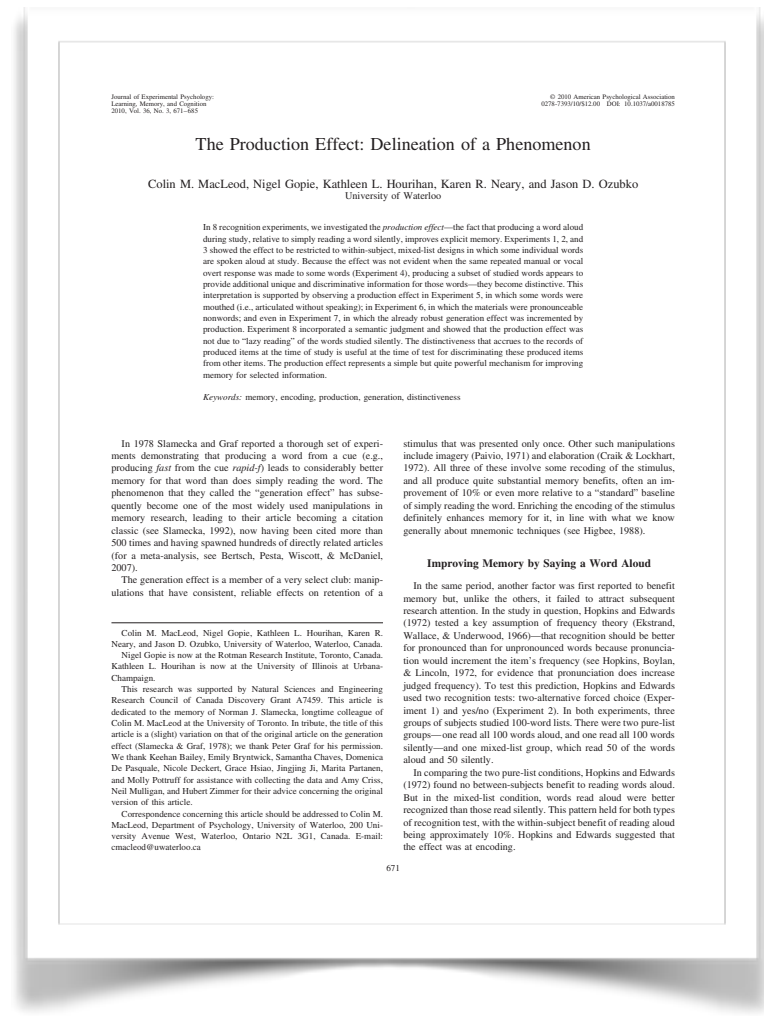 Journal of Experimental Psychology:
Learning, Memory, and Cognition
2010, Vol. 36, No. 3, 671–685
© 2010 American Psychological Association
0278-7393/10/$12.00 DOI: 10.1037/a0018785
The Production Effect: Delineation of a Phenomenon
Colin M. MacLeod, Nigel Gopie, Kathleen L. Hourihan, Karen R. Neary, and Jason D. Ozubko
University of Waterloo
In 8 recognition experiments, we investigated the production effect—the fact that producing a word aloud
during study, relative to simply reading a word silently, improves explicit memory. Experiments 1, 2, and
3 showed the effect to be restricted to within-subject, mixed-list designs in which some individual words
are spoken aloud at study. Because the effect was not evident when the same repeated manual or vocal
overt response was made to some words (Experiment 4), producing a subset of studied words appears to
provide additional unique and discriminative information for those words—they become distinctive. This
interpretation is supported by observing a production effect in Experiment 5, in which some words were
mouthed (i.e., articulated without speaking); in Experiment 6, in which the materials were pronounceable
nonwords; and even in Experiment 7, in which the already robust generation effect was incremented by
production. Experiment 8 incorporated a semantic judgment and showed that the production effect was
not due to “lazy reading” of the words studied silently. The distinctiveness that accrues to the records of
produced items at the time of study is useful at the time of test for discriminating these produced items
from other items. The production effect represents a simple but quite powerful mechanism for improving
memory for selected information.
Keywords: memory, encoding, production, generation, distinctiveness
In 1978 Slamecka and Graf reported a thorough set of experi-
ments demonstrating that producing a word from a cue (e.g.,
producing fast from the cue rapid-f) leads to considerably better
memory for that word than does simply reading the word. The
phenomenon that they called the “generation effect” has subse-
quently become one of the most widely used manipulations in
memory research, leading to their article becoming a citation
classic (see Slamecka, 1992), now having been cited more than
500 times and having spawned hundreds of directly related articles
(for a meta-analysis, see Bertsch, Pesta, Wiscott, & McDaniel,
2007).
The generation effect is a member of a very select club: manip-
ulations that have consistent, reliable effects on retention of a
Colin M. MacLeod, Nigel Gopie, Kathleen L. Hourihan, Karen R.
Neary, and Jason D. Ozubko, University of Waterloo, Waterloo, Canada.
Nigel Gopie is now at the Rotman Research Institute, Toronto, Canada.
Kathleen L. Hourihan is now at the University of Illinois at Urbana-
Champaign.
This research was supported by Natural Sciences and Engineering
Research Council of Canada Discovery Grant A7459. This article is
dedicated to the memory of Norman J. Slamecka, longtime colleague of
Colin M. MacLeod at the University of Toronto. In tribute, the title of this
article is a (slight) variation on that of the original article on the generation
effect (Slamecka & Graf, 1978); we thank Peter Graf for his permission.
We thank Keehan Bailey, Emily Bryntwick, Samantha Chaves, Domenica
De Pasquale, Nicole Deckert, Grace Hsiao, Jingjing Ji, Marita Partanen,
and Molly Pottruff for assistance with collecting the data and Amy Criss,
Neil Mulligan, and Hubert Zimmer for their advice concerning the original
version of this article.
Correspondence concerning this article should be addressed to Colin M.
MacLeod, Department of Psychology, University of Waterloo, 200 Uni-
versity Avenue West, Waterloo, Ontario N2L 3G1, Canada. E-mail:
cmacleod@uwaterloo.ca
stimulus that was presented only once. Other such manipulations
include imagery (Paivio, 1971) and elaboration (Craik & Lockhart,
1972). All three of these involve some recoding of the stimulus,
and all produce quite substantial memory benefits, often an im-
provement of 10% or even more relative to a “standard” baseline
of simply reading the word. Enriching the encoding of the stimulus
definitely enhances memory for it, in line with what we know
generally about mnemonic techniques (see Higbee, 1988).
Improving Memory by Saying a Word Aloud
In the same period, another factor was first reported to benefit
memory but, unlike the others, it failed to attract subsequent
research attention. In the study in question, Hopkins and Edwards
(1972) tested a key assumption of frequency theory (Ekstrand,
Wallace, & Underwood, 1966)—that recognition should be better
for pronounced than for unpronounced words because pronuncia-
tion would increment the item’s frequency (see Hopkins, Boylan,
& Lincoln, 1972, for evidence that pronunciation does increase
judged frequency). To test this prediction, Hopkins and Edwards
used two recognition tests: two-alternative forced choice (Exper-
iment 1) and yes/no (Experiment 2). In both experiments, three
groups of subjects studied 100-word lists. There were two pure-list
groups—one read all 100 words aloud, and one read all 100 words
silently—and one mixed-list group, which read 50 of the words
aloud and 50 silently.
In comparing the two pure-list conditions, Hopkins and Edwards
(1972) found no between-subjects benefit to reading words aloud.
But in the mixed-list condition, words read aloud were better
recognized than those read silently. This pattern held for both types
of recognition test, with the within-subject benefit of reading aloud
being approximately 10%. Hopkins and Edwards suggested that
the effect was at encoding.
671